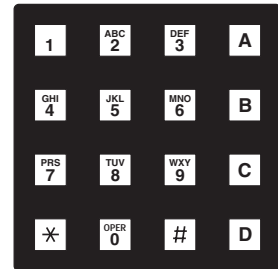 1 ABC 2 DEF 3 A
GHI 4 JKL 5 MNO 6 B
PRS 7 TUV 8 WXY 9 C
* OPER 0 # D